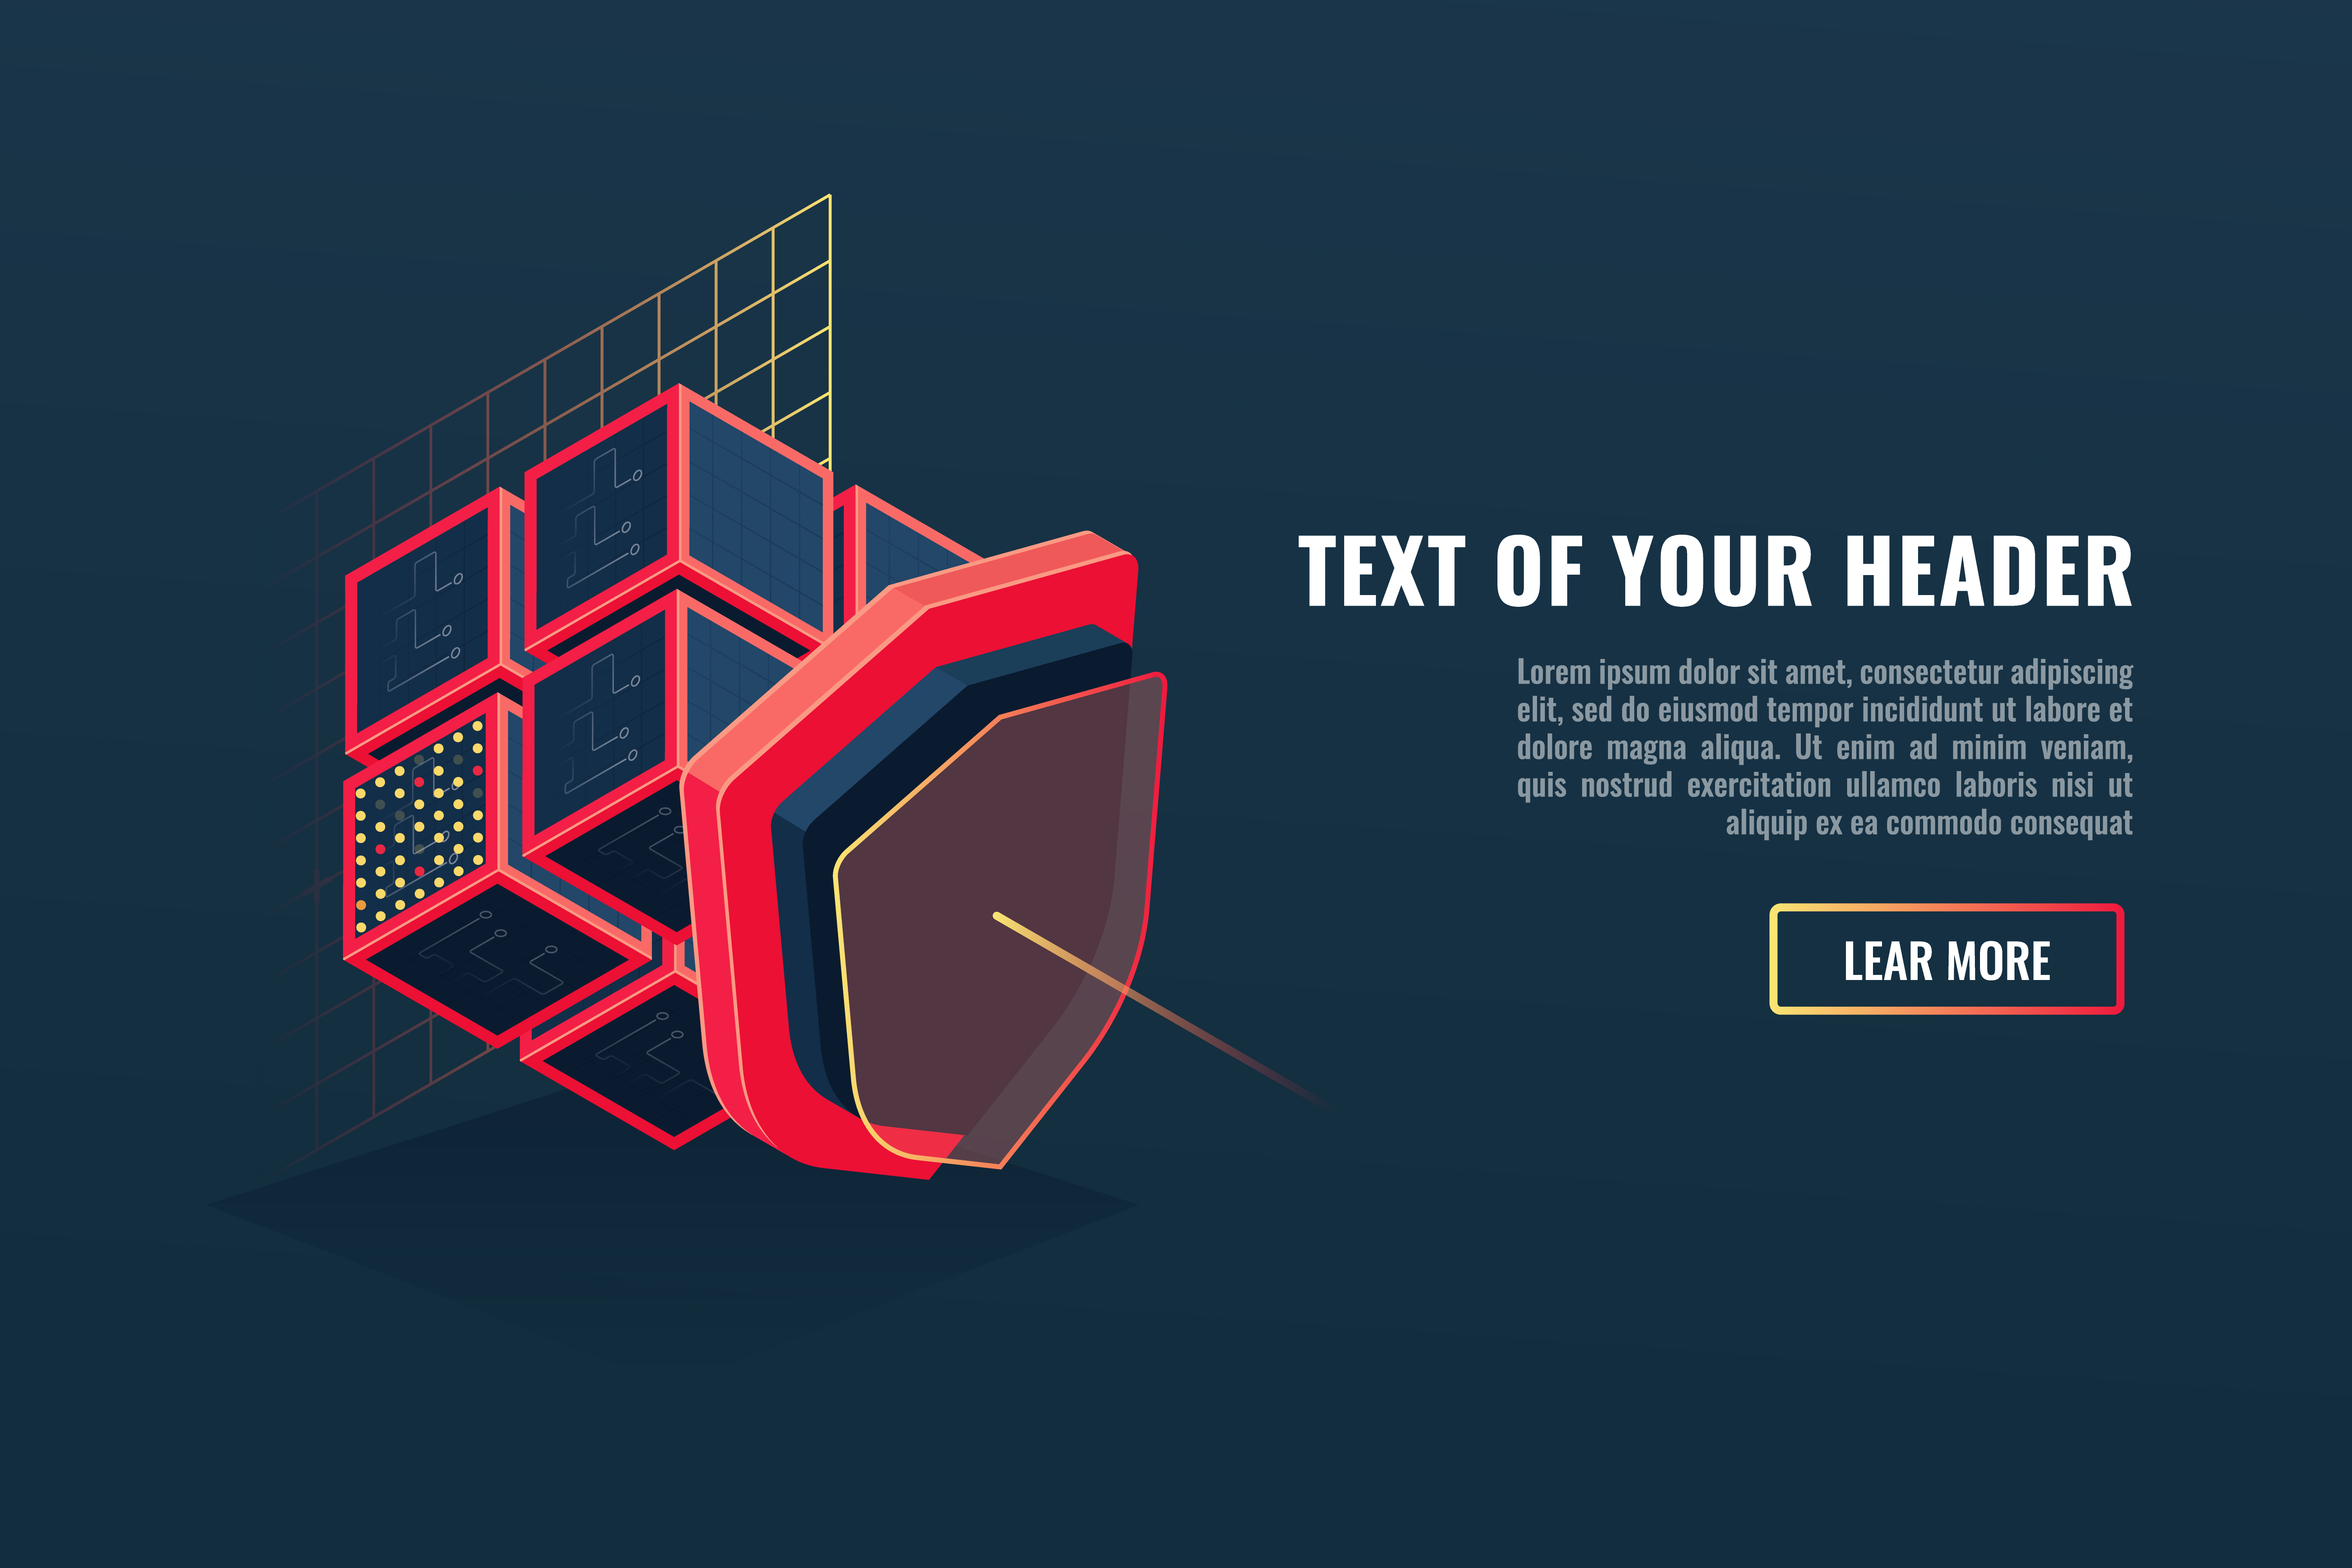 TEXT OF YOUR HEADER
Lorem ipsum dolor sit amet, consectetur adipiscing
elit, sed do eiusmod tempor incididunt ut labore et
dolore magna aliqua. Ut enim ad minim veniam,
quis nostrud exercitation ullamco laboris nisi ut
aliquip ex ea commodo consequat
LEAR MORE